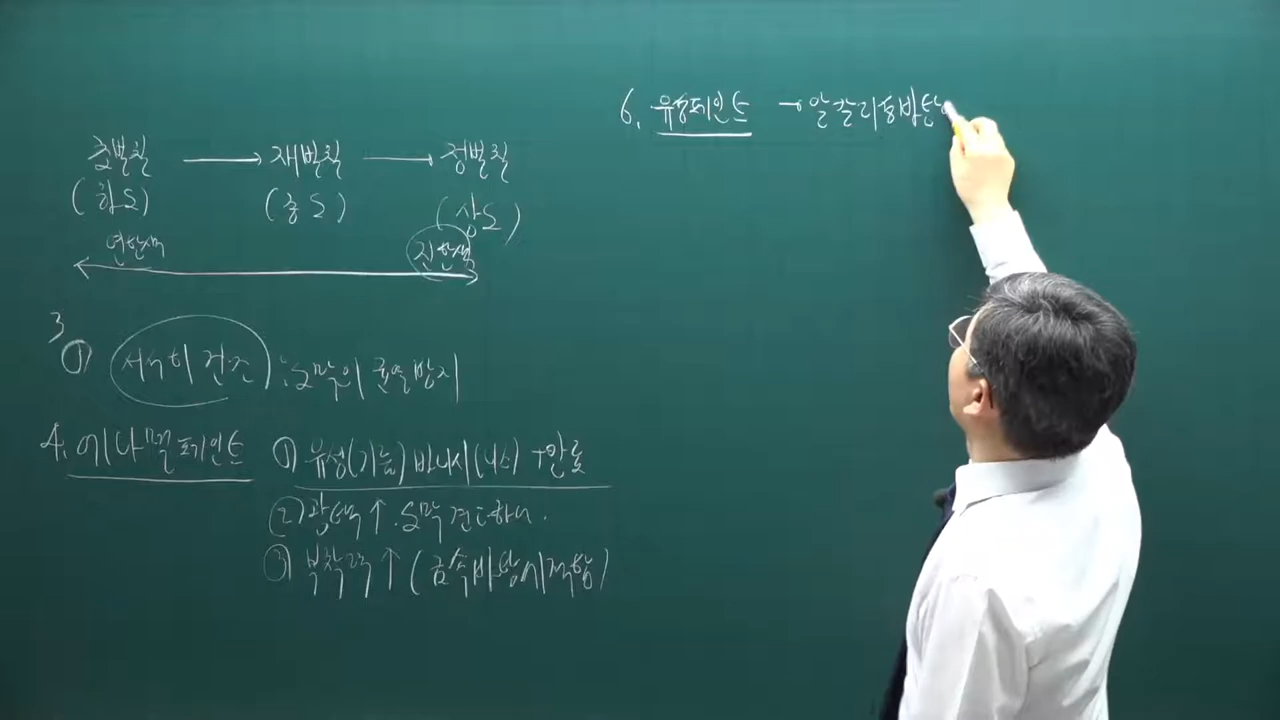 초벌칠 → 재벌칠 → 정벌칠
(하도) (중도) (상도)
연한색 진한색
3
① 서서히 건조 : 도막의 균열방지
4. 에나멜 페인트 ① 유성(기름) 바니시(니스) + 안료
② 광택 ↑ . 도막 견고하다.
③ 부착력 ↑ (금속바탕에 적합)
6. 유성페인트 → 알칼리